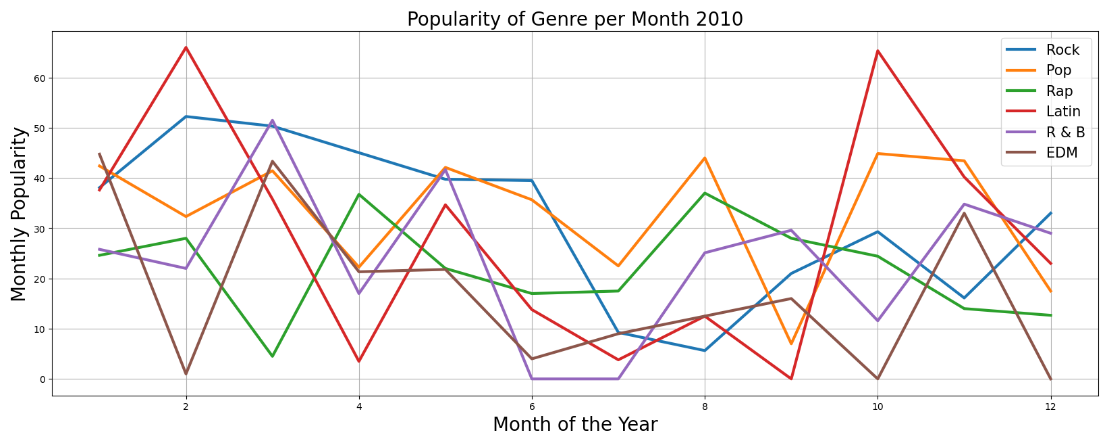 Popularity of Genre per Month 2010
Monthly Popularity
60
50
40
30
20
10
0
2 4 6 8 10 12
Month of the Year
Rock
Pop
Rap
Latin
R & B
EDM